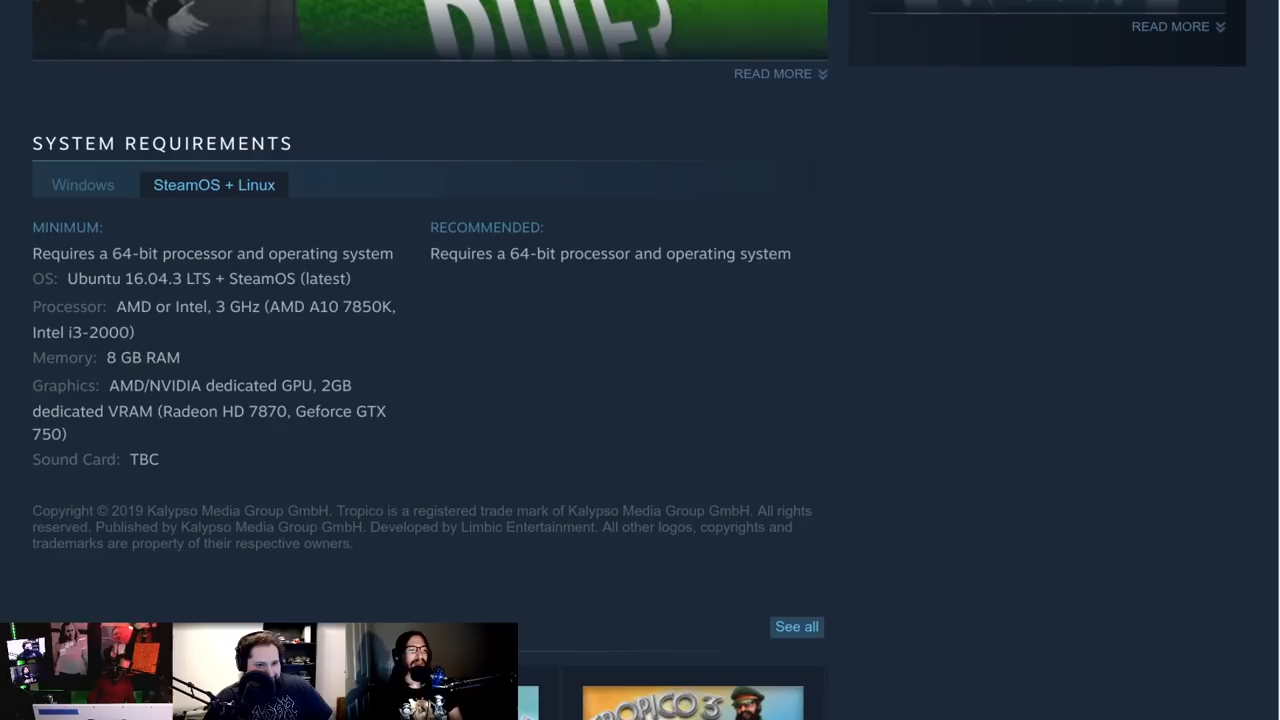 READ MORE
READ MORE
SYSTEM REQUIREMENTS
Windows
SteamOS + Linux
MINIMUM:
Requires a 64-bit processor and operating system
OS: Ubuntu 16.04.3 LTS + SteamOS (latest)
Processor: AMD or Intel, 3 GHz (AMD A10 7850K,
Intel i3-2000)
Memory: 8 GB RAM
Graphics: AMD/NVIDIA dedicated GPU, 2GB
dedicated VRAM (Radeon HD 7870, Geforce GTX
750)
Sound Card: TBC
RECOMMENDED:
Requires a 64-bit processor and operating system
Copyright © 2019 Kalypso Media Group GmbH. Tropico is a registered trade mark of Kalypso Media Group GmbH. All rights
reserved. Published by Kalypso Media Group GmbH. Developed by Limbic Entertainment. All other logos, copyrights and
trademarks are property of their respective owners.
See all
TROPICO 3